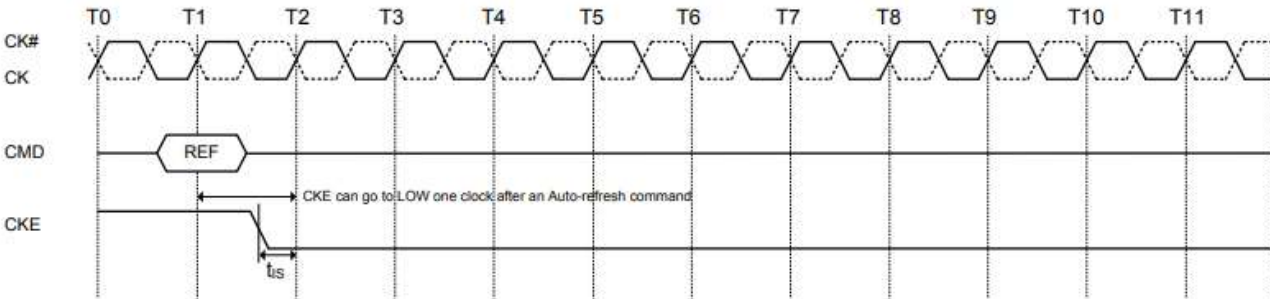 T0 T1 T2 T3 T4 T5 T6 T7 T8 T9 T10 T11
CK#
CK
CMD REF
CKE can go to LOW one clock after an Auto-refresh command
CKE
tIS